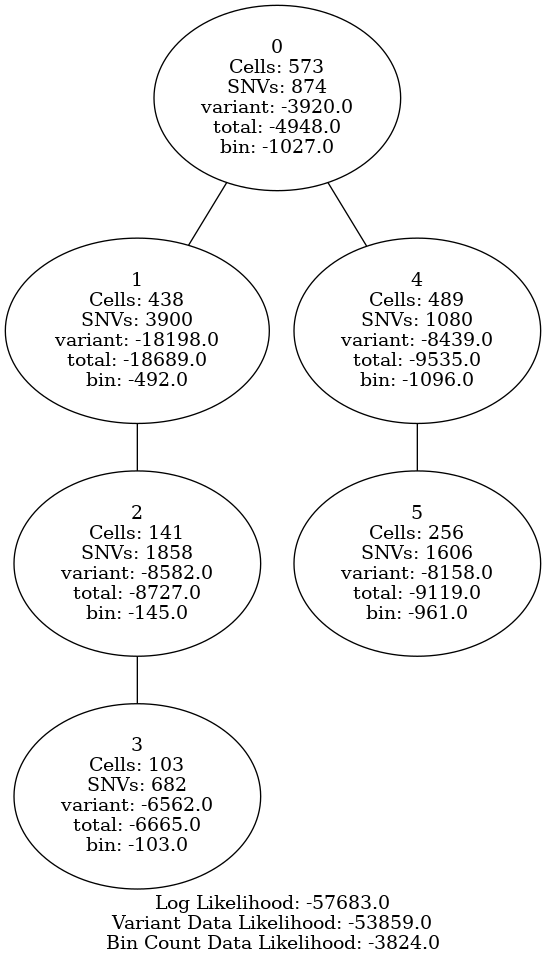 0
Cells: 573
SNVs: 874
variant: -3920.0
total: -4948.0
bin: -1027.0
1
Cells: 438
SNVs: 3900
variant: -18198.0
total: -18689.0
bin: -492.0
4
Cells: 489
SNVs: 1080
variant: -8439.0
total: -9535.0
bin: -1096.0
2
Cells: 141
SNVs: 1858
variant: -8582.0
total: -8727.0
bin: -145.0
5
Cells: 256
SNVs: 1606
variant: -8158.0
total: -9119.0
bin: -961.0
3
Cells: 103
SNVs: 682
variant: -6562.0
total: -6665.0
bin: -103.0
Log Likelihood: -57683.0
Variant Data Likelihood: -53859.0
Bin Count Data Likelihood: -3824.0